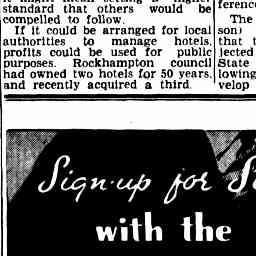 standard that others would be
compelled to follow.
If it could be arranged for local
authorities to manage hotels,
profits could be used for public
purposes. Rockhampton council
had owned two hotels for 50 years,
and recently acquired a third.
ference
The
son)
that t
jected
State
lowing
velop
Sign-up for
with the